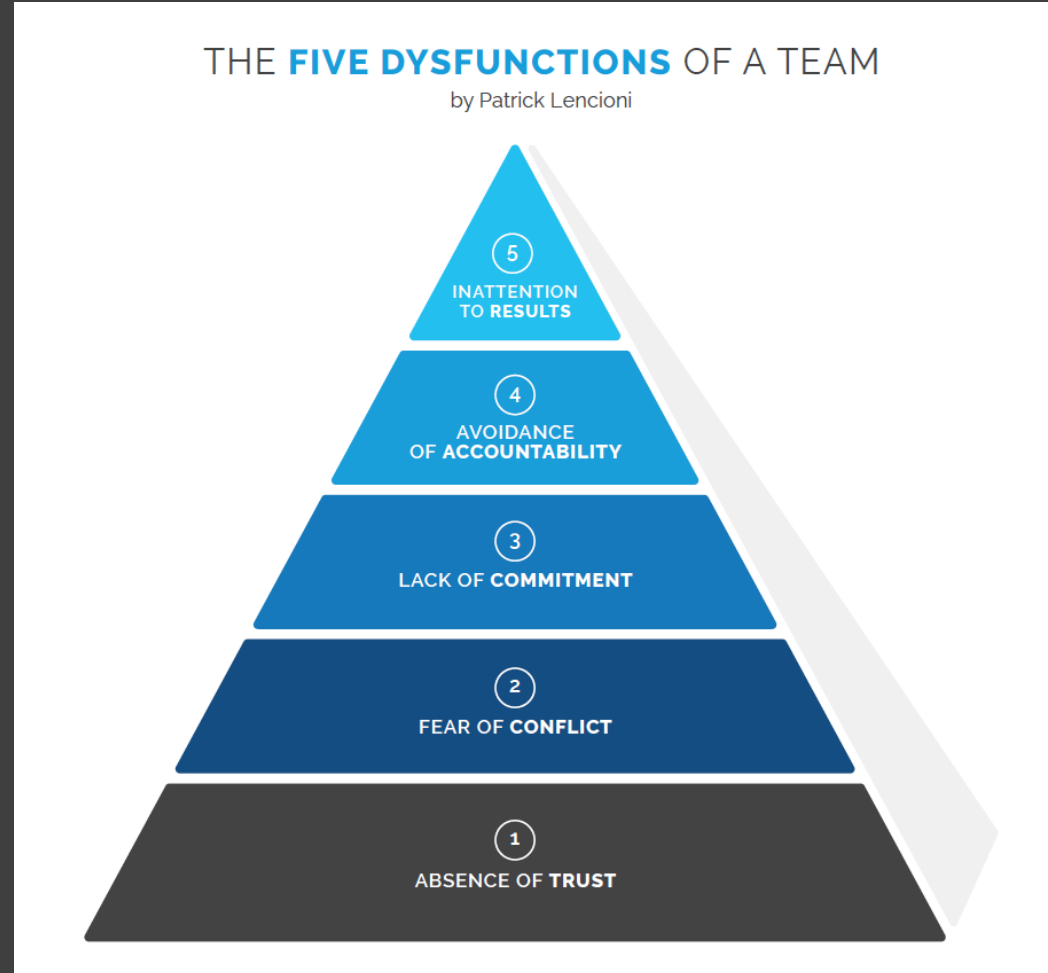 THE FIVE DYSFUNCTIONS OF A TEAM
by Patrick Lencioni
5
INATTENTION
TO RESULTS
4
AVOIDANCE
OF ACCOUNTABILITY
3
LACK OF COMMITMENT
2
FEAR OF CONFLICT
1
ABSENCE OF TRUST